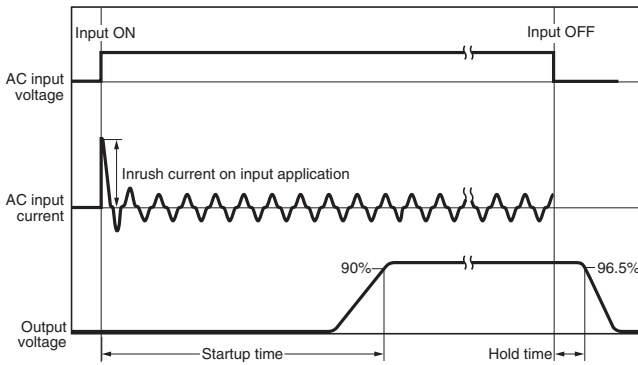 Input ON
Input OFF
AC input
voltage
Inrush current on input application
AC input
current
90%
96.5%
Output
voltage
Startup time
Hold time